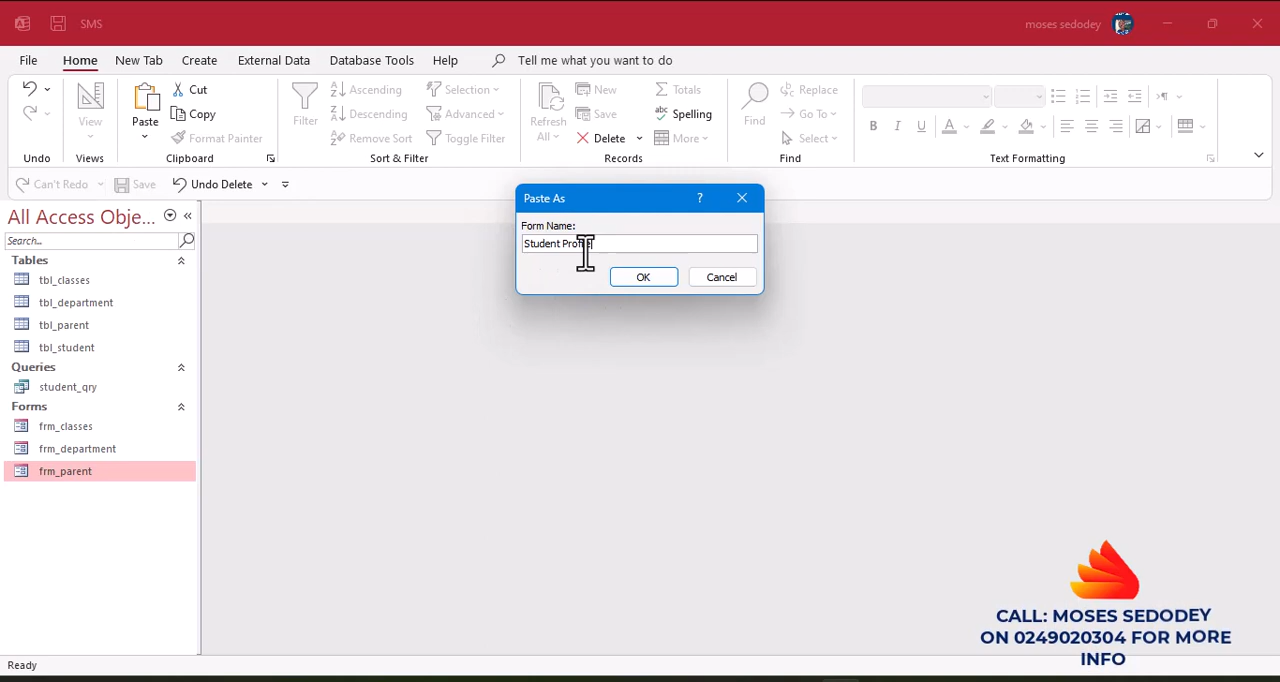 SMS
moses sedodey
File Home New Tab Create External Data Database Tools Help Tell me what you want to do
View
Paste
Cut
Copy
Format Painter
Filter
Ascending
Descending
Remove Sort
Selection
Advanced
Toggle Filter
Refresh
All
New
Save
Delete
Totals
Spelling
More
Find
Replace
Go To
Select
B I U A
Undo Views Clipboard Sort & Filter Records Find Text Formatting
Can't Redo Save Undo Delete
All Access Obje...
Search...
Tables
tbl_classes
tbl_department
tbl_parent
tbl_student
Queries
student_qry
Forms
frm_classes
frm_department
frm_parent
Paste As ?
Form Name:
Student Profile
OK Cancel
CALL: MOSES SEDODEY
ON 0249020304 FOR MORE
INFO
Ready